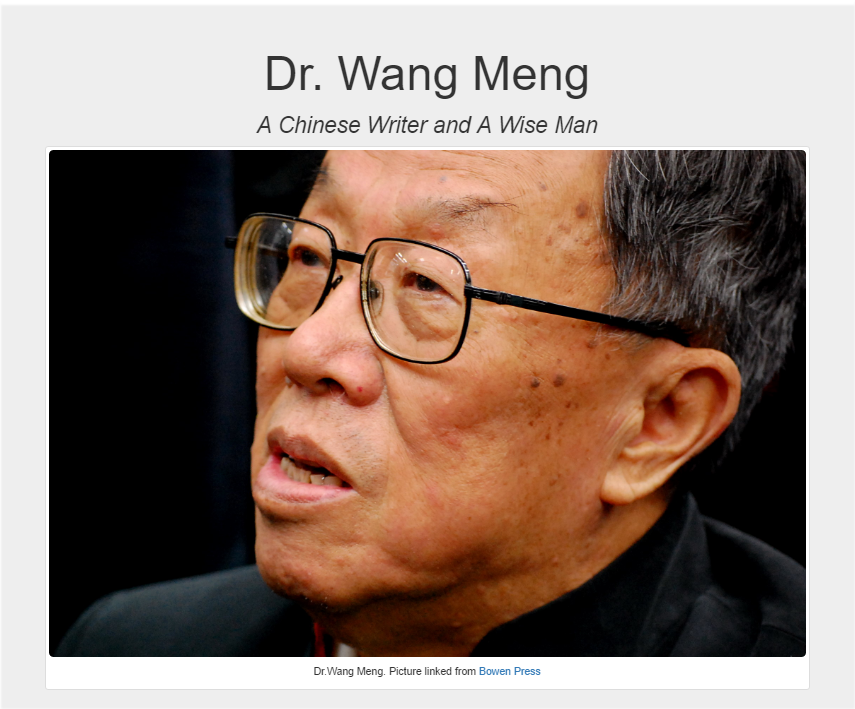 Dr. Wang Meng
A Chinese Writer and A Wise Man
Dr.Wang Meng. Picture linked from Bowen Press